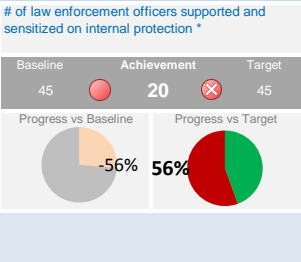 # of law enforcement officers supported and
sensitized on internal protection *
Baseline Achievement Target
45 20 45
Progress vs Baseline Progress vs Target
-56% 56%